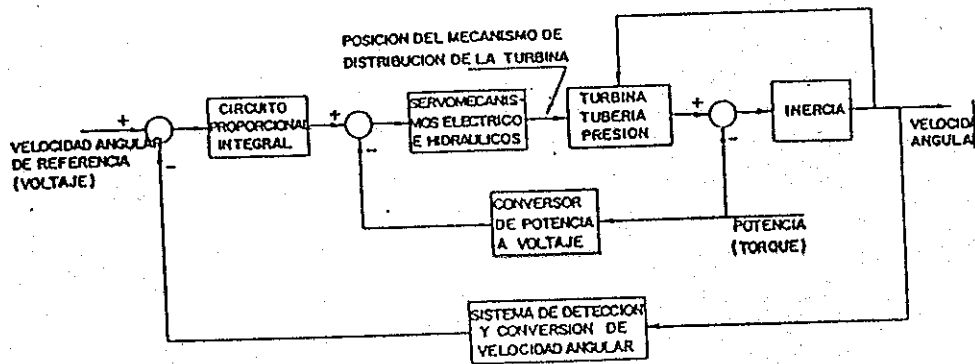 POSICION DEL MECANISMO DE
DISTRIBUCION DE LA TURBINA
+
VELOCIDAD ANGULAR
DE REFERENCIA
(VOLTAJE)
-
CIRCUITO
PROPORCIONAL
INTEGRAL
+
-
SERVOMECANIS-
MOS ELECTRICO
E HIDRAULICOS
TURBINA
TUBERIA
PRESION
+
-
INERCIA
VELOCIDA
ANGULAR
CONVERSOR
DE POTENCIA
A VOLTAJE
POTENCIA
(TORQUE)
SISTEMA DE DETECCION
Y CONVERSION DE
VELOCIDAD ANGULAR